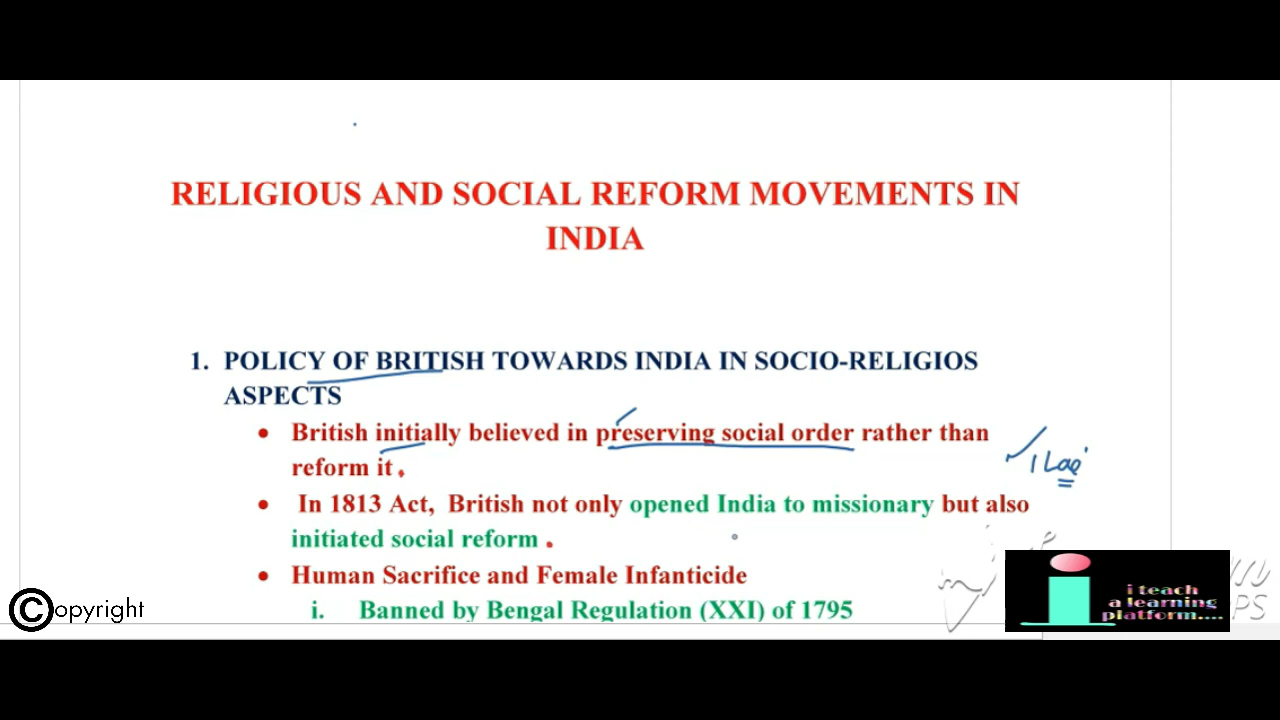 RELIGIOUS AND SOCIAL REFORM MOVEMENTS IN
INDIA
1. POLICY OF BRITISH TOWARDS INDIA IN SOCIO-RELIGIOS
ASPECTS
• British initially believed in preserving social order rather than
reform it.
1 Lac
• In 1813 Act, British not only opened India to missionary but also
initiated social reform.
• Human Sacrifice and Female Infanticide
i. Banned by Bengal Regulation (XXI) of 1795
©opyright
i teach
a learning
platform....
PS